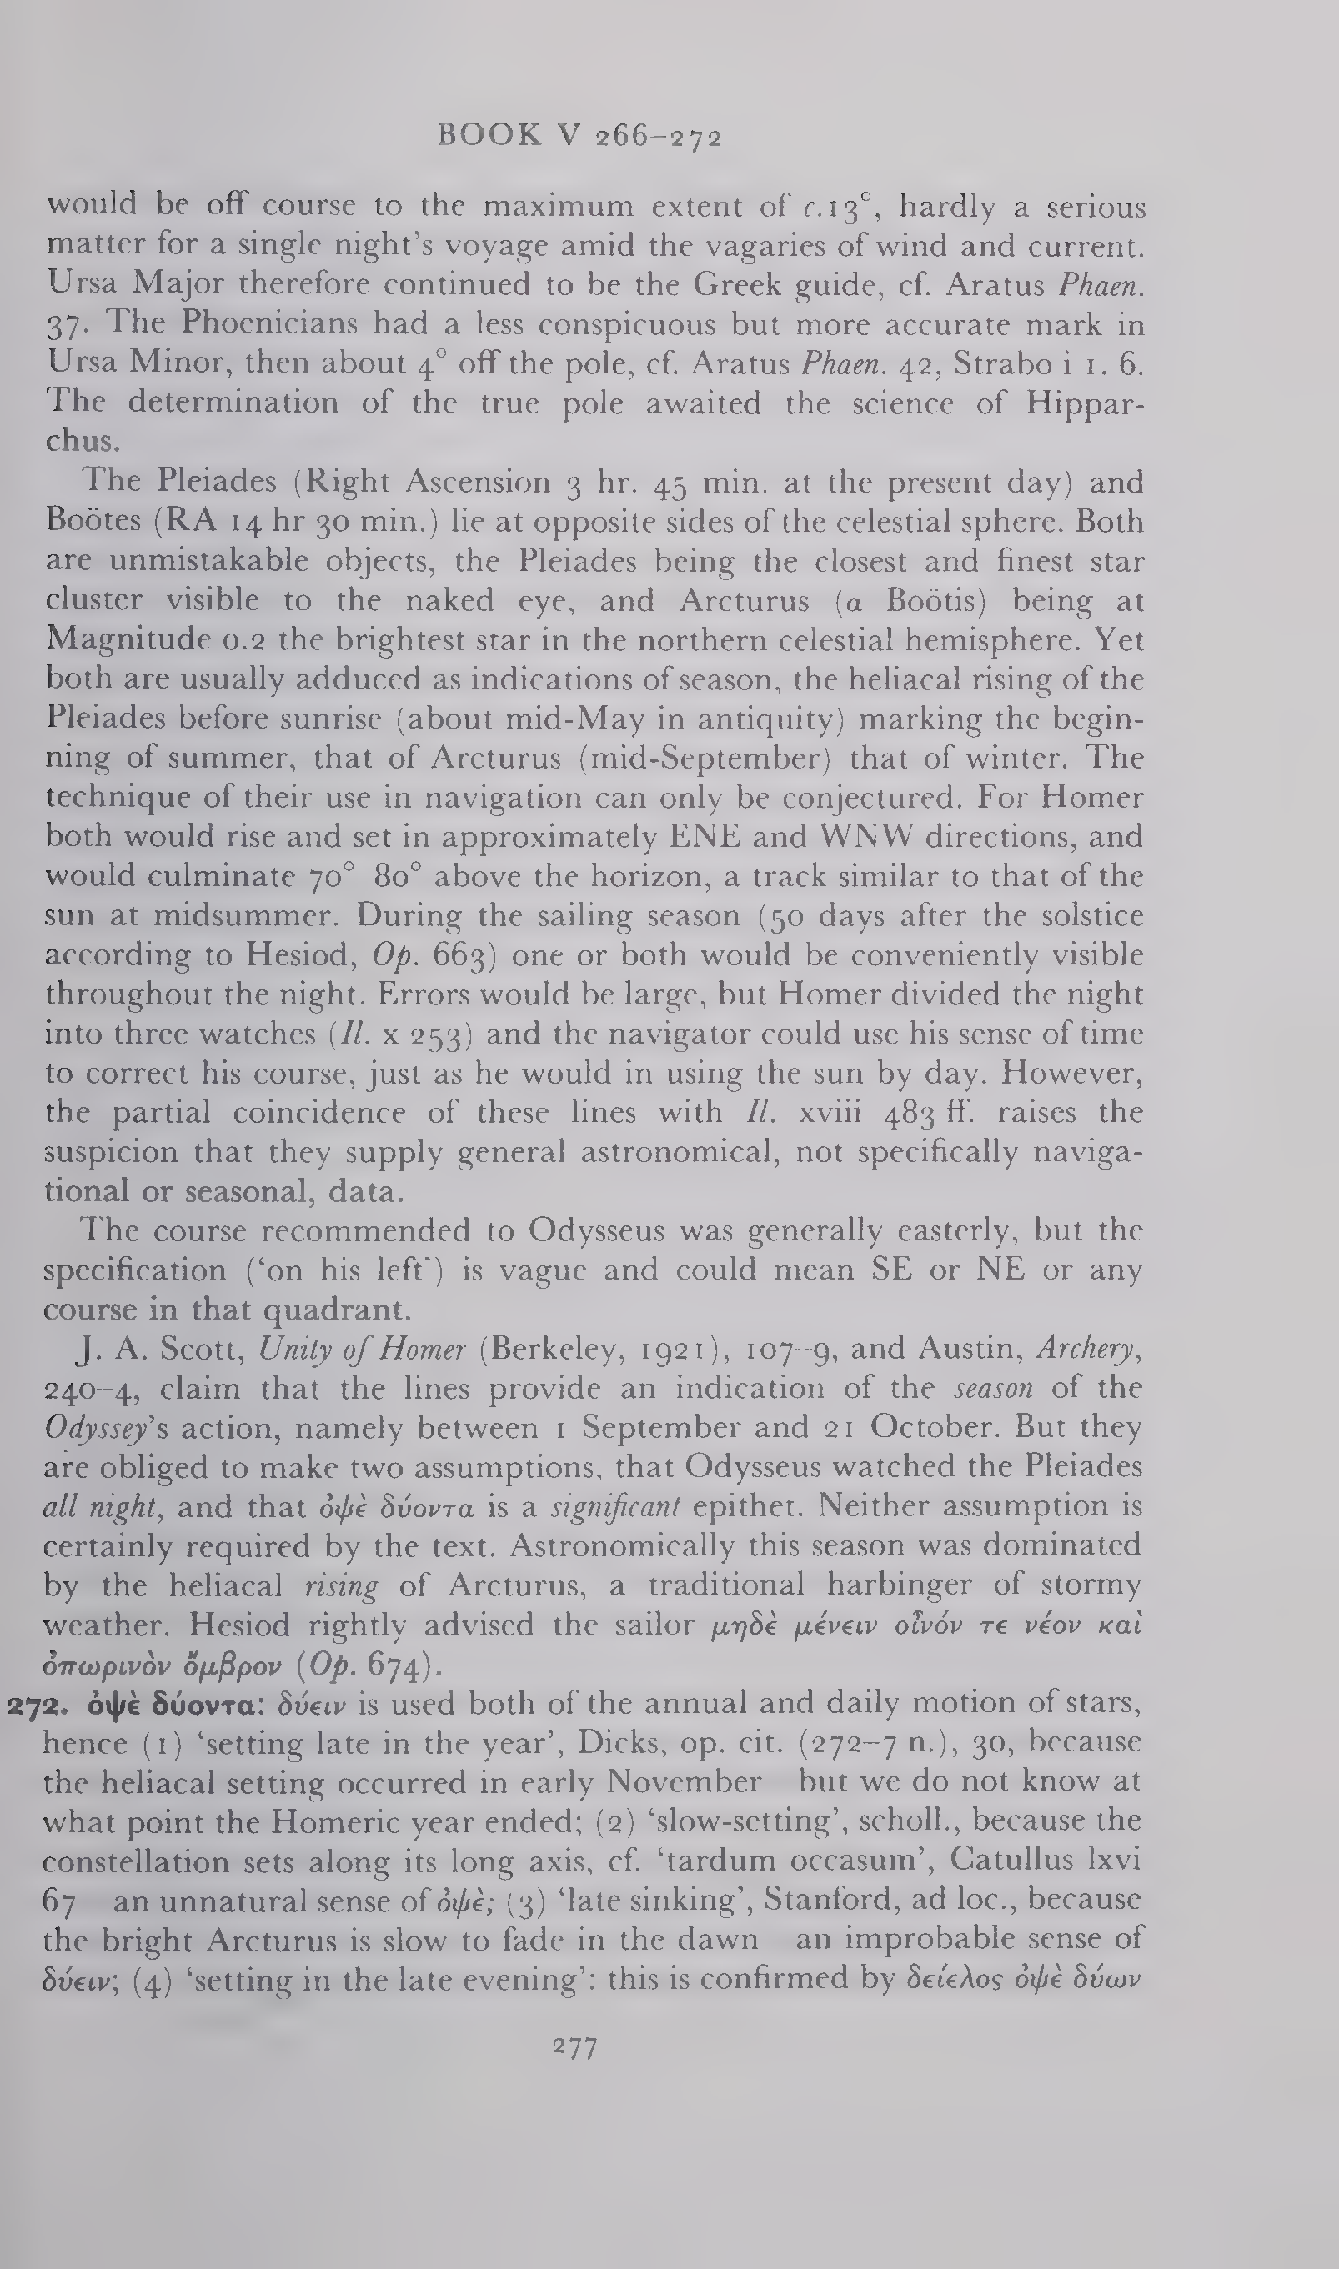 BOOK V 266–272
would be off course to the maximum extent of c.13°, hardly a serious
matter for a single night's voyage amid the vagaries of wind and current.
Ursa Major therefore continued to be the Greek guide, cf. Aratus Phaen.
37. The Phoenicians had a less conspicuous but more accurate mark in
Ursa Minor, then about 4° off the pole, cf. Aratus Phaen. 42, Strabo i 1. 6.
The determination of the true pole awaited the science of Hippar-
chus.
The Pleiades (Right Ascension 3 hr. 45 min. at the present day) and
Boötes (RA 14 hr 30 min.) lie at opposite sides of the celestial sphere. Both
are unmistakable objects, the Pleiades being the closest and finest star
cluster visible to the naked eye, and Arcturus (α Boötis) being at
Magnitude 0.2 the brightest star in the northern celestial hemisphere. Yet
both are usually adduced as indications of season, the heliacal rising of the
Pleiades before sunrise (about mid-May in antiquity) marking the begin-
ning of summer, that of Arcturus (mid-September) that of winter. The
technique of their use in navigation can only be conjectured. For Homer
both would rise and set in approximately ENE and WNW directions, and
would culminate 70° 80° above the horizon, a track similar to that of the
sun at midsummer. During the sailing season (50 days after the solstice
according to Hesiod, Op. 663) one or both would be conveniently visible
throughout the night. Errors would be large, but Homer divided the night
into three watches (Il. x 253) and the navigator could use his sense of time
to correct his course, just as he would in using the sun by day. However,
the partial coincidence of these lines with Il. xviii 483 ff. raises the
suspicion that they supply general astronomical, not specifically naviga-
tional or seasonal, data.
The course recommended to Odysseus was generally easterly, but the
specification ('on his left') is vague and could mean SE or NE or any
course in that quadrant.
J. A. Scott, Unity of Homer (Berkeley, 1921), 107–9, and Austin, Archery,
240–4, claim that the lines provide an indication of the season of the
Odyssey's action, namely between 1 September and 21 October. But they
are obliged to make two assumptions, that Odysseus watched the Pleiades
all night, and that ὀψὲ δύοντα is a significant epithet. Neither assumption is
certainly required by the text. Astronomically this season was dominated
by the heliacal rising of Arcturus, a traditional harbinger of stormy
weather. Hesiod rightly advised the sailor μηδὲ μένειν οἶνόν τε νέον καὶ
ὀπωρινὸν ὄμβρον (Op. 674).
272. ὀψὲ δύοντα: δύειν is used both of the annual and daily motion of stars,
hence (1) 'setting late in the year', Dicks, op. cit. (272–7 n.), 30, because
the heliacal setting occurred in early November but we do not know at
what point the Homeric year ended; (2) 'slow-setting', scholl., because the
constellation sets along its long axis, cf. 'tardum occasum', Catullus lxvi
67 an unnatural sense of ὀψὲ; (3) 'late sinking', Stanford, ad loc., because
the bright Arcturus is slow to fade in the dawn an improbable sense of
δύειν; (4) 'setting in the late evening': this is confirmed by δείελος ὀψὲ δύων
277